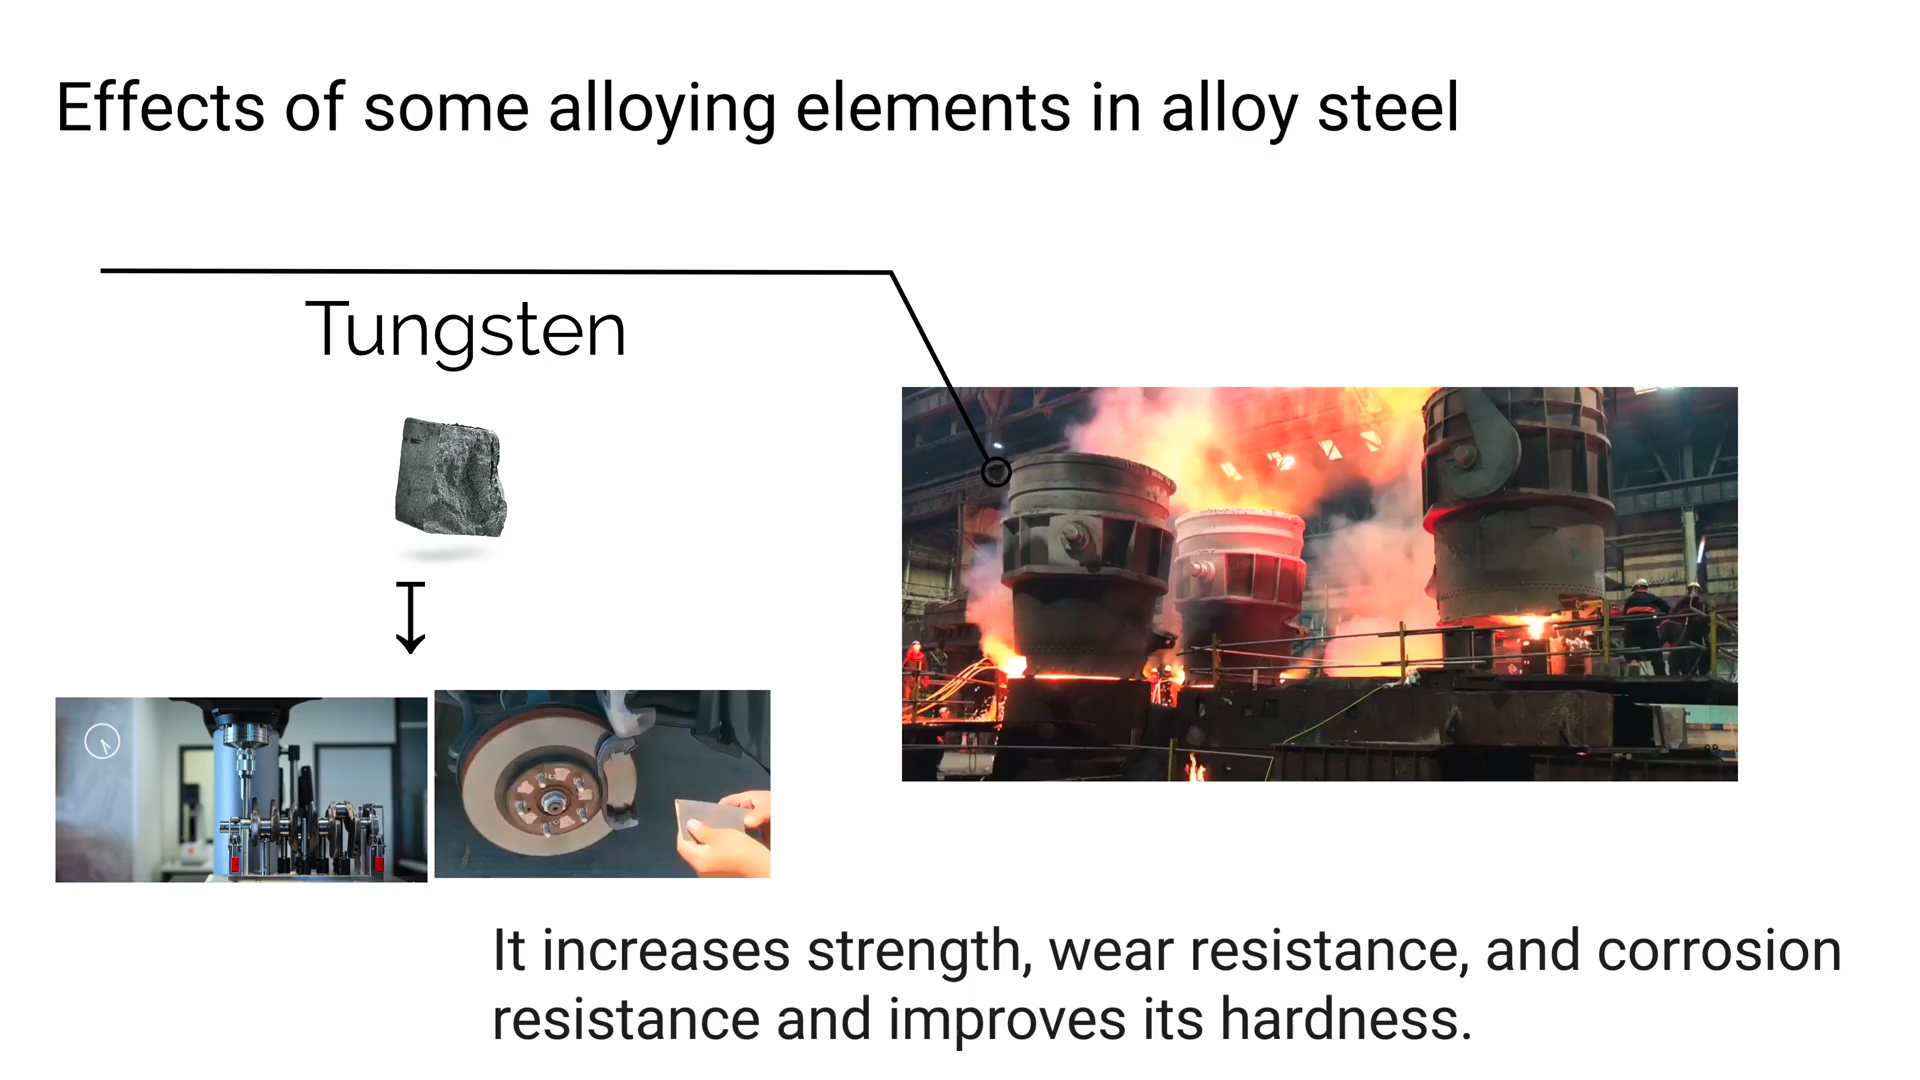 Effects of some alloying elements in alloy steel
Tungsten
It increases strength, wear resistance, and corrosion
resistance and improves its hardness.